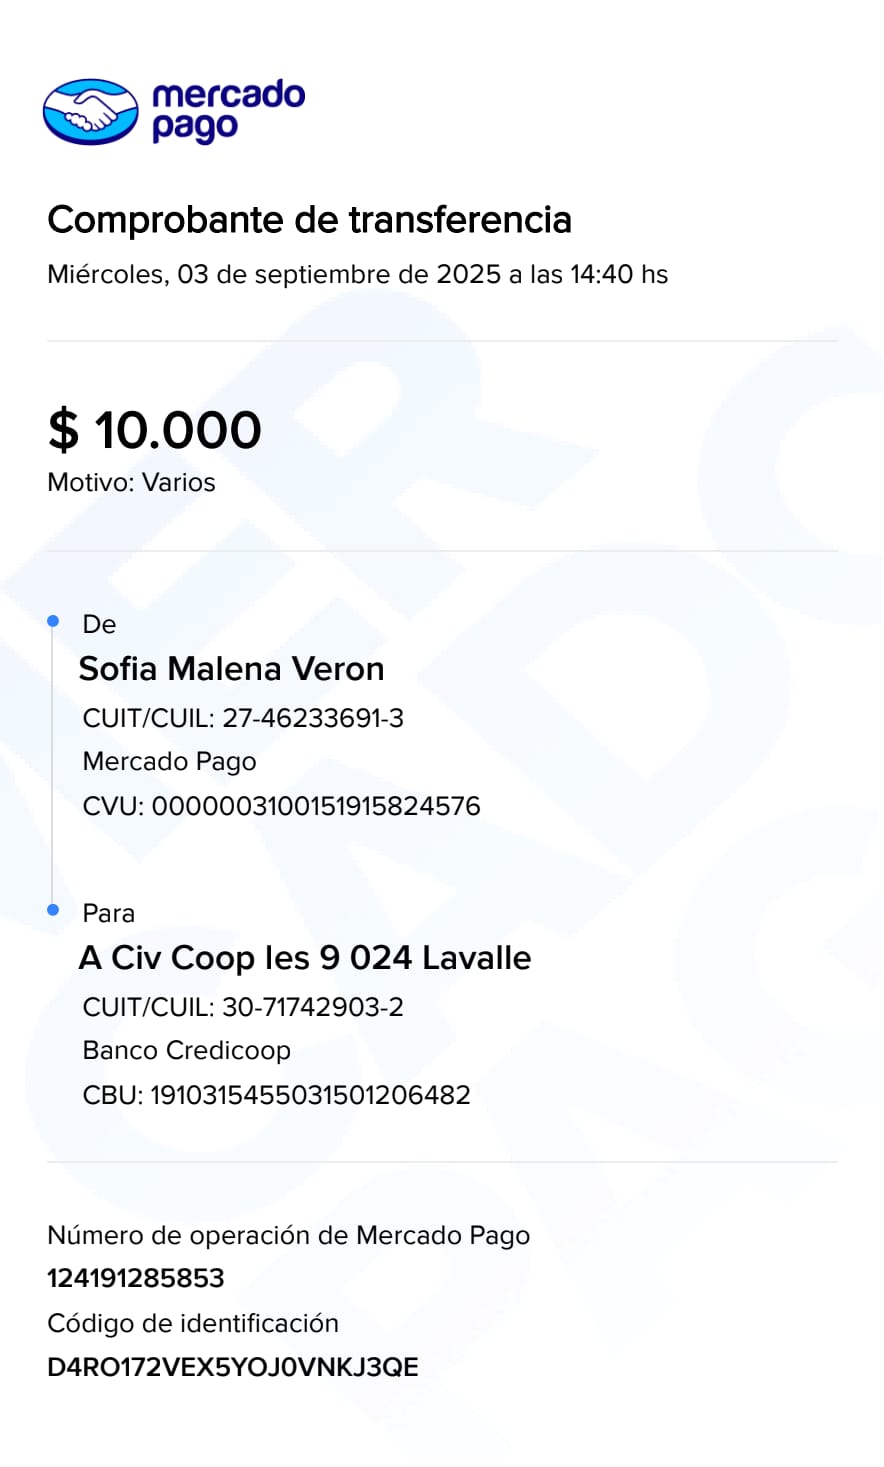 mercado
pago
Comprobante de transferencia
Miércoles, 03 de septiembre de 2025 a las 14:40 hs
$ 10.000
Motivo: Varios
De
Sofia Malena Veron
CUIT/CUIL: 27-46233691-3
Mercado Pago
CVU: 0000003100151915824576
Para
A Civ Coop Ies 9 024 Lavalle
CUIT/CUIL: 30-71742903-2
Banco Credicoop
CBU: 1910315455031501206482
Número de operación de Mercado Pago
124191285853
Código de identificación
D4RO172VEX5YOJ0VNKJ3QE